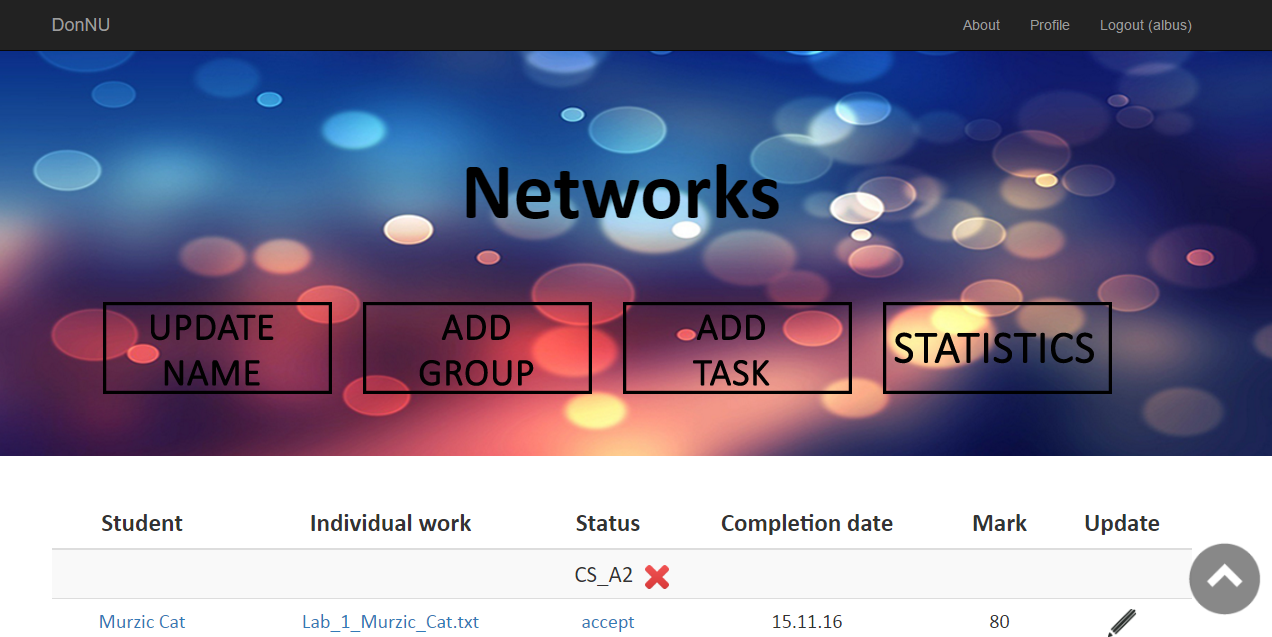 DonNU About Profile Logout (albus)
Networks
UPDATE NAME
ADD GROUP
ADD TASK
STATISTICS
Student Individual work Status Completion date Mark Update
CS_A2
Murzic Cat Lab_1_Murzic_Cat.txt accept 15.11.16 80